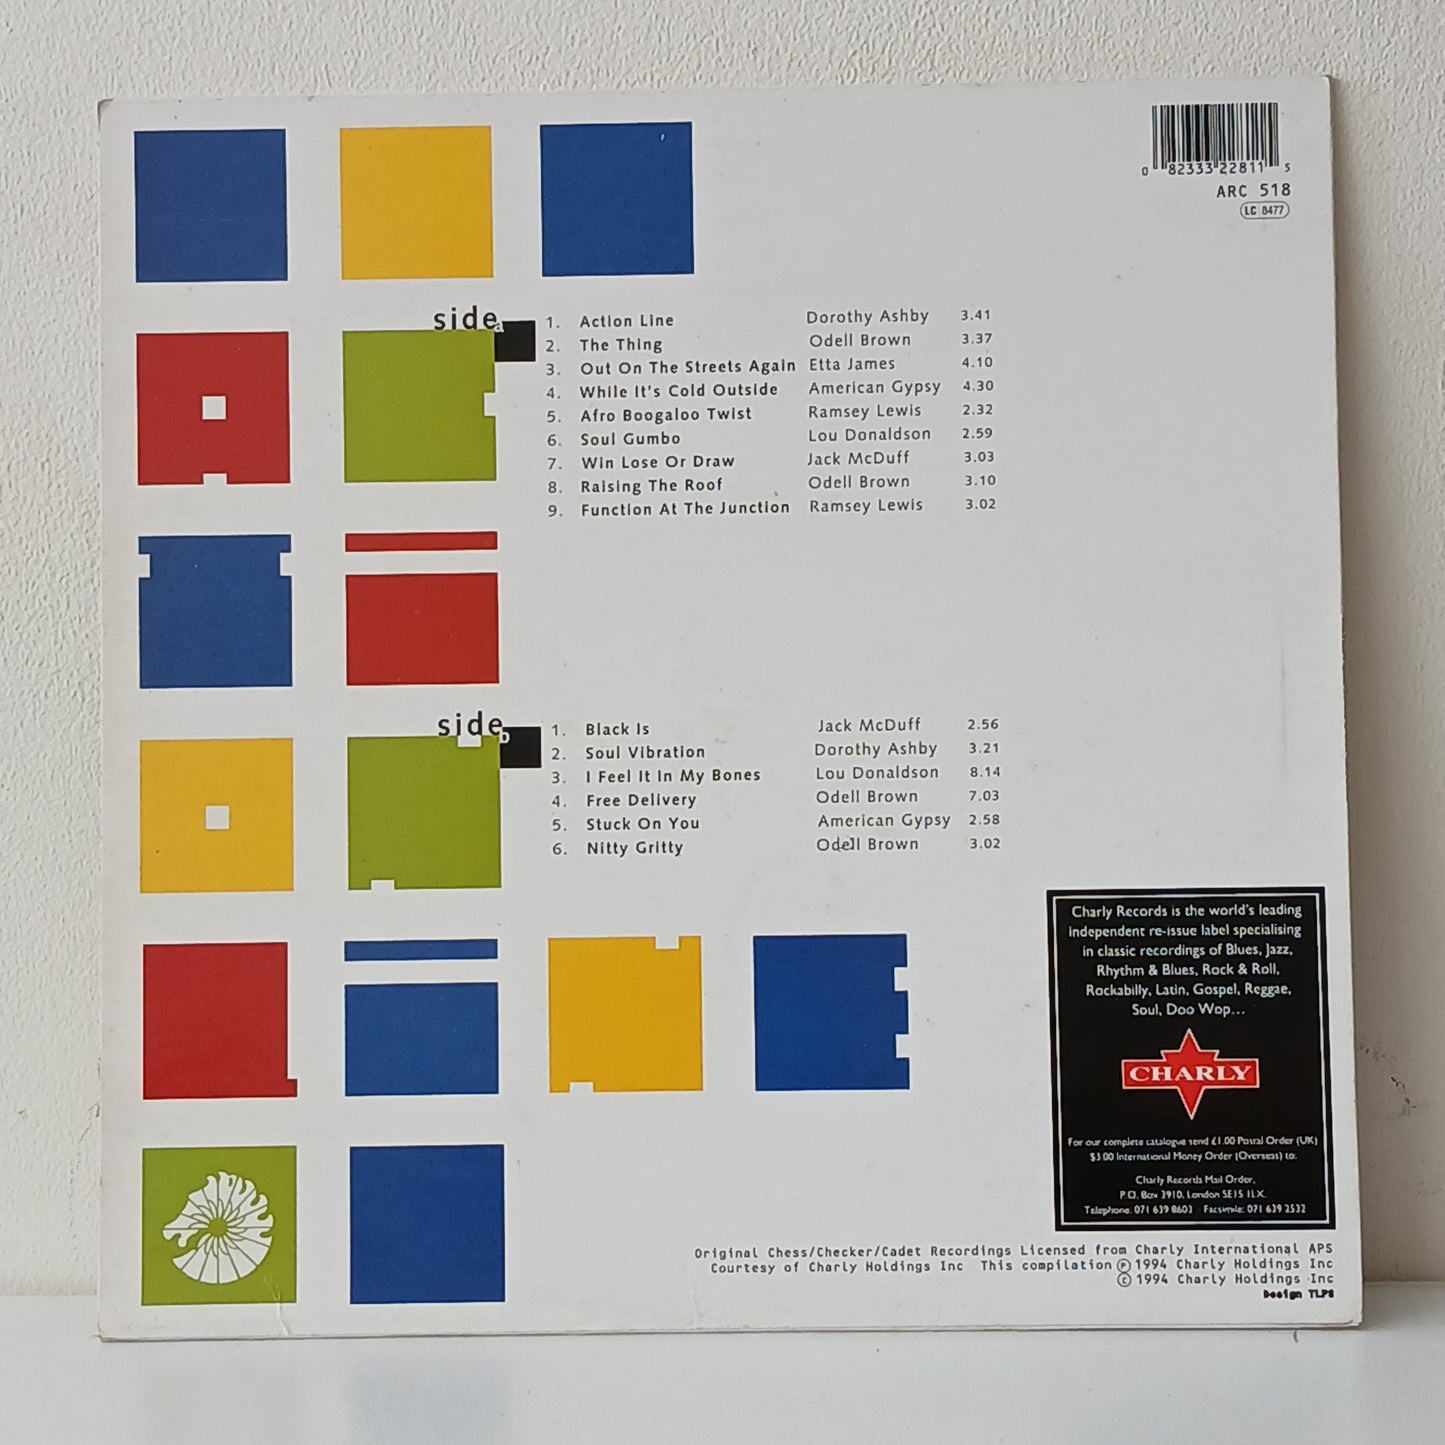 0 82333 22811 5
ARC 518
LC 8477
side a
1. Action Line Dorothy Ashby 3.41
2. The Thing Odell Brown 3.37
3. Out On The Streets Again Etta James 4.10
4. While It's Cold Outside American Gypsy 4.30
5. Afro Boogaloo Twist Ramsey Lewis 2.32
6. Soul Gumbo Lou Donaldson 2.59
7. Win Lose Or Draw Jack McDuff 3.03
8. Raising The Roof Odell Brown 3.10
9. Function At The Junction Ramsey Lewis 3.02
side b
1. Black Is Jack McDuff 2.56
2. Soul Vibration Dorothy Ashby 3.21
3. I Feel It In My Bones Lou Donaldson 8.14
4. Free Delivery Odell Brown 7.03
5. Stuck On You American Gypsy 2.58
6. Nitty Gritty Odell Brown 3.02
Charly Records is the world's leading
independent re-issue label specialising
in classic recordings of Blues, Jazz,
Rhythm & Blues, Rock & Roll,
Rockabilly, Latin, Gospel, Reggae,
Soul, Doo Wop...
CHARLY
For our complete catalogue send £1.00 Postal Order (UK)
$3.00 International Money Order (Overseas) to:
Charly Records Mail Order,
P.O. Box 3910, London SE15 1LX.
Telephone: 071 639 8603 Facsimile: 071 639 2532
Original Chess/Checker/Cadet Recordings Licensed from Charly International APS
Courtesy of Charly Holdings Inc This compilation ℗ 1994 Charly Holdings Inc
© 1994 Charly Holdings Inc
Design TLPS